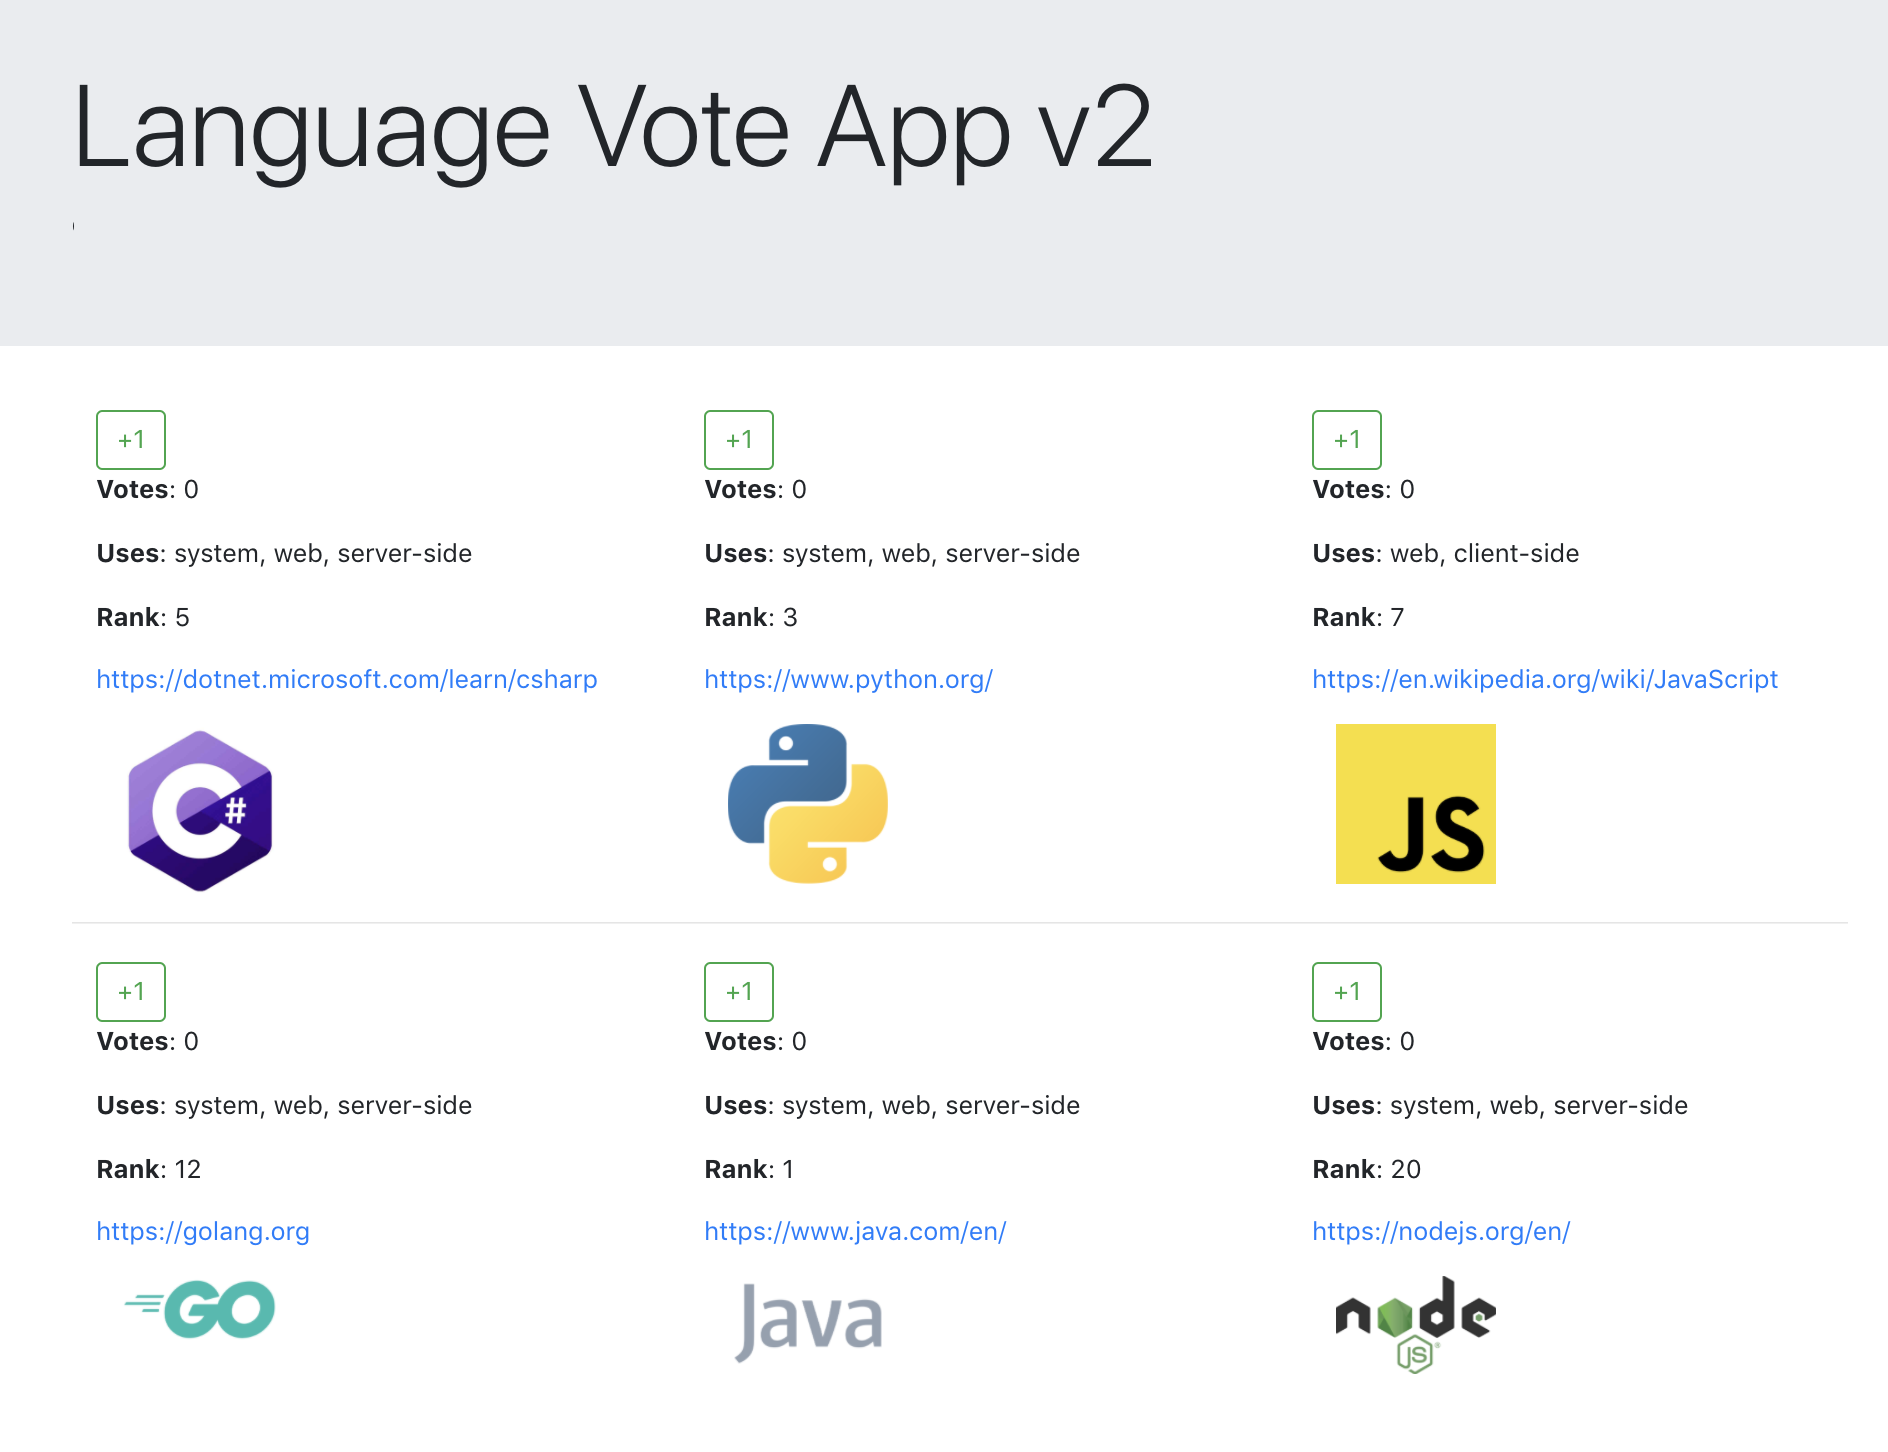 Language Vote App v2
+1
Votes: 0
Uses: system, web, server-side
Rank: 5
https://dotnet.microsoft.com/learn/csharp
C#
+1
Votes: 0
Uses: system, web, server-side
Rank: 3
https://www.python.org/
+1
Votes: 0
Uses: web, client-side
Rank: 7
https://en.wikipedia.org/wiki/JavaScript
JS
+1
Votes: 0
Uses: system, web, server-side
Rank: 12
https://golang.org
GO
+1
Votes: 0
Uses: system, web, server-side
Rank: 1
https://www.java.com/en/
Java
+1
Votes: 0
Uses: system, web, server-side
Rank: 20
https://nodejs.org/en/
node
JS®